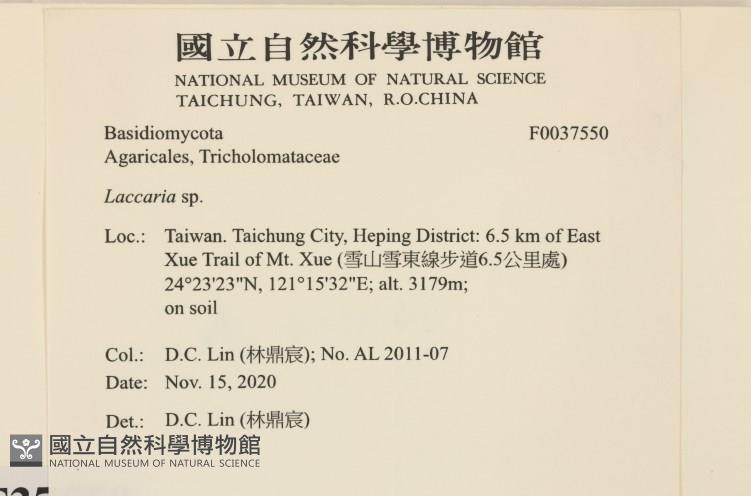 國立自然科學博物館
NATIONAL MUSEUM OF NATURAL SCIENCE
TAICHUNG, TAIWAN, R.O.CHINA
Basidiomycota F0037550
Agaricales, Tricholomataceae
Laccaria sp.
Loc.: Taiwan. Taichung City, Heping District: 6.5 km of East
Xue Trail of Mt. Xue (雪山雪東線步道6.5公里處)
24°23'23"N, 121°15'32"E; alt. 3179m;
on soil
Col.: D.C. Lin (林鼎宸); No. AL 2011-07
Date: Nov. 15, 2020
Det.: D.C. Lin (林鼎宸)
國立自然科學博物館
NATIONAL MUSEUM OF NATURAL SCIENCE